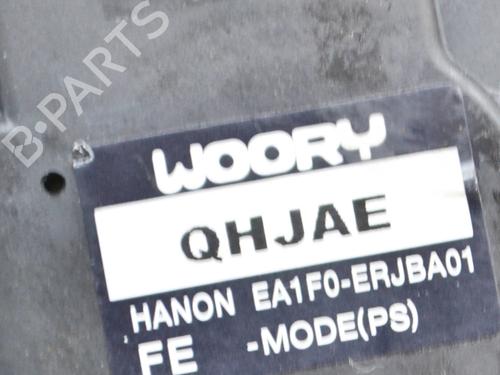 B-PARTS
WOORY
QHJAE
HANON EA1F0-ERJBA01
FE -MODE(PS)